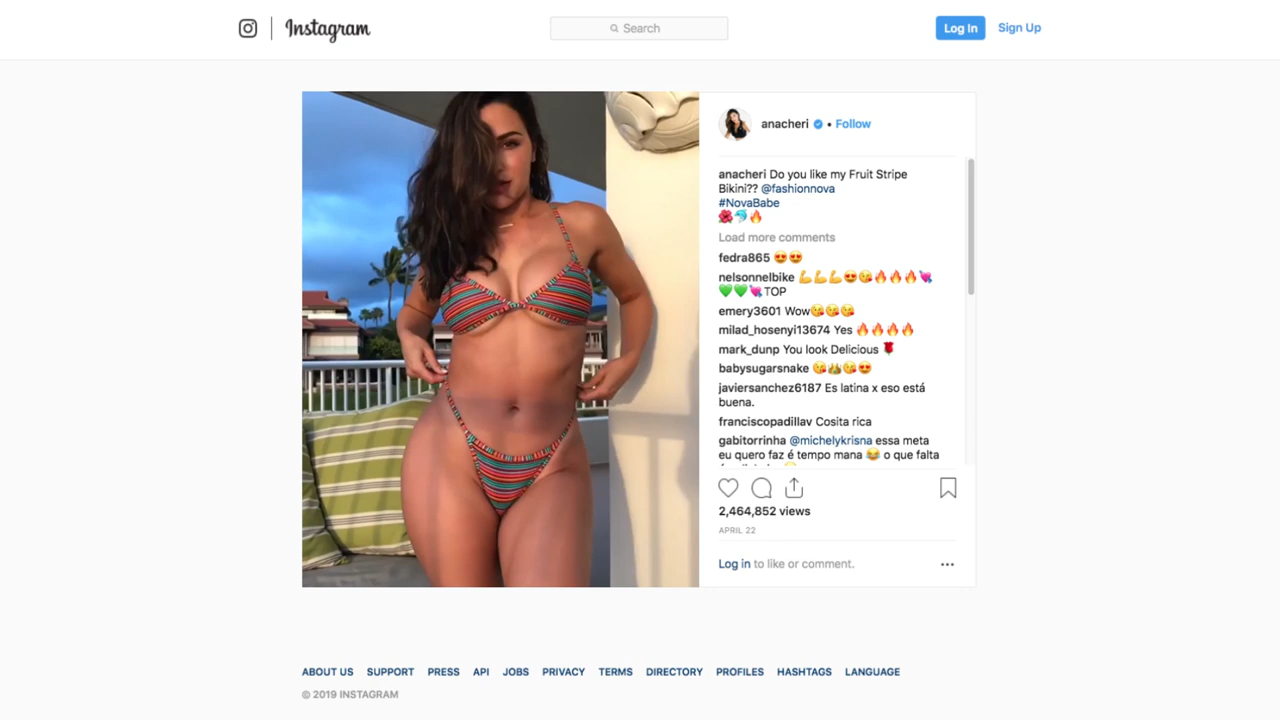 Instagram
Search
Log In
Sign Up
anacheri • Follow
anacheri Do you like my Fruit Stripe
Bikini?? @fashionnova
#NovaBabe
🌺🐬🔥
Load more comments
fedra865 😍😍
nelsonnelbike 💪💪💪😍😘🔥🔥🔥💘
💚💚💘TOP
emery3601 Wow😘😘😘
milad_hosenyi13674 Yes 🔥🔥🔥🔥
mark_dunp You look Delicious 🌹
babysugarsnake 😘👑😘😍
javiersanchez6187 Es latina x eso está
buena.
franciscopadillav Cosita rica
gabitorrinha @michelykrisna essa meta
eu quero faz é tempo mana 😂 o que falta
2,464,852 views
APRIL 22
Log in to like or comment.
ABOUT US SUPPORT PRESS API JOBS PRIVACY TERMS DIRECTORY PROFILES HASHTAGS LANGUAGE
© 2019 INSTAGRAM